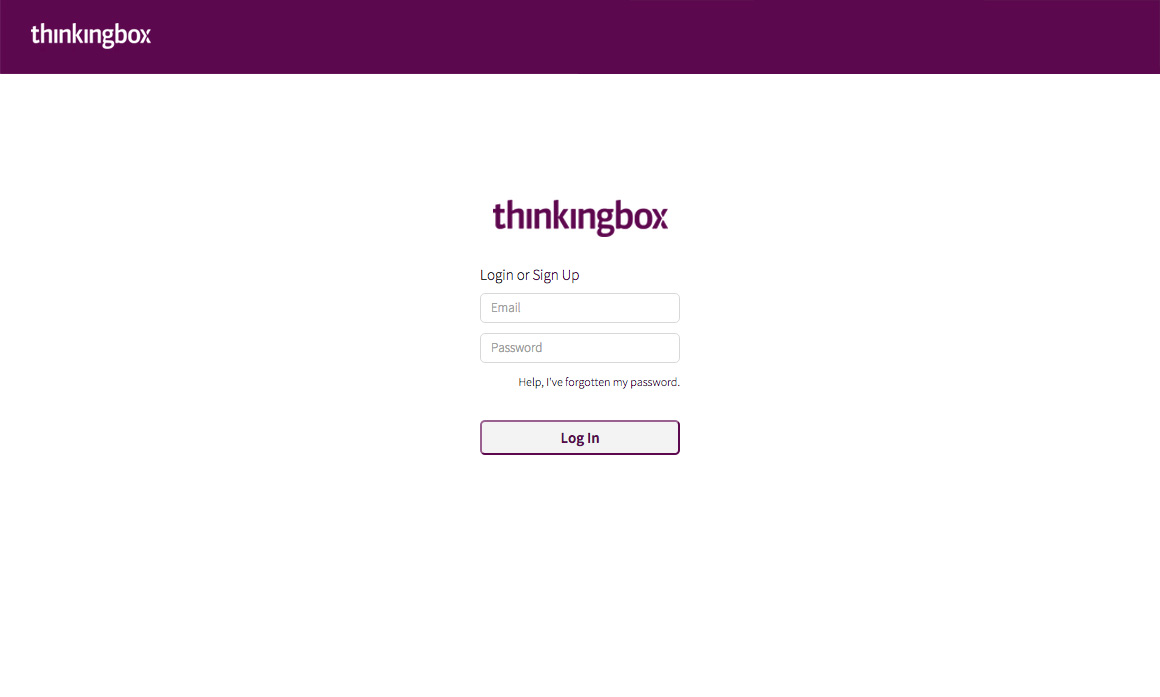 thinkingbox
thinkingbox
Login or Sign Up
Email
Password
Help, I've forgotten my password.
Log In